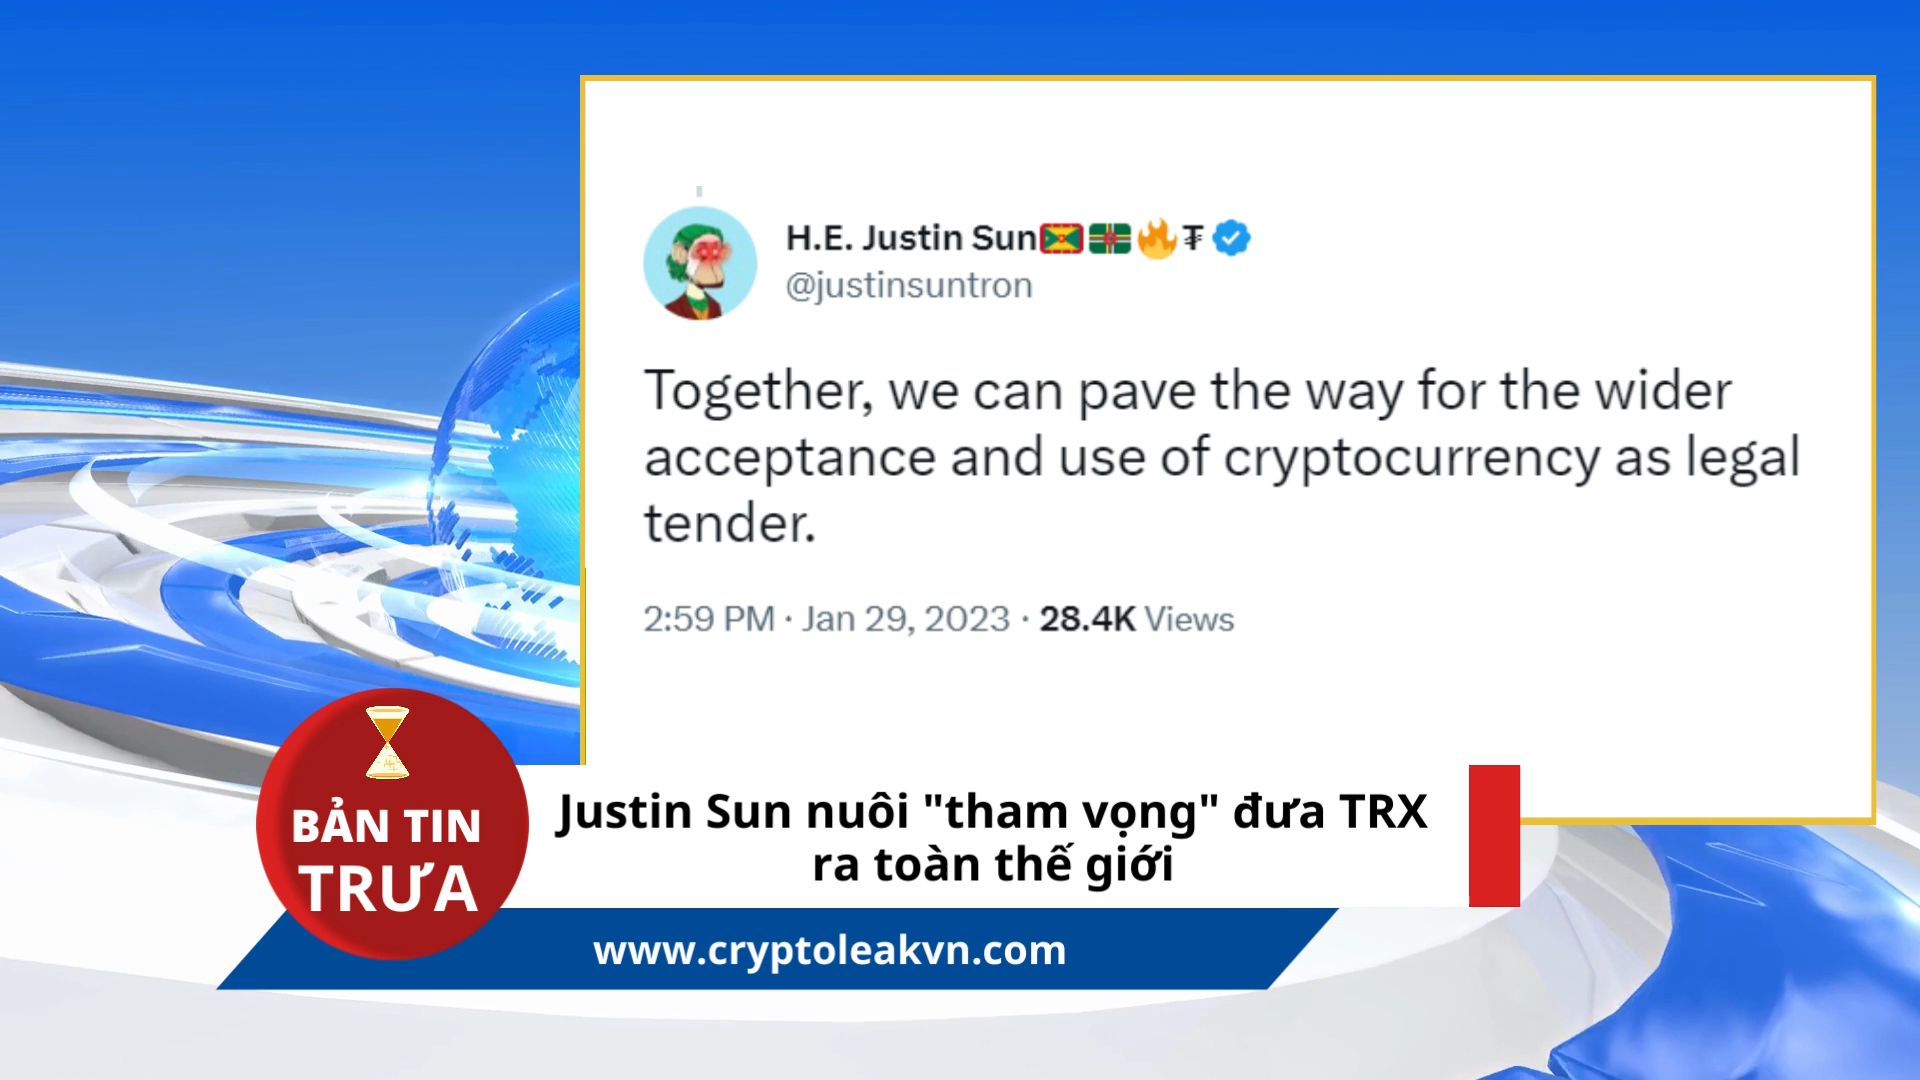 H.E. Justin Sun🇬🇩🇩🇲🔥₮
@justinsuntron
Together, we can pave the way for the wider
acceptance and use of cryptocurrency as legal
tender.
2:59 PM · Jan 29, 2023 · 28.4K Views
BẢN TIN
TRƯA
Justin Sun nuôi "tham vọng" đưa TRX
ra toàn thế giới
www.cryptoleakvn.com